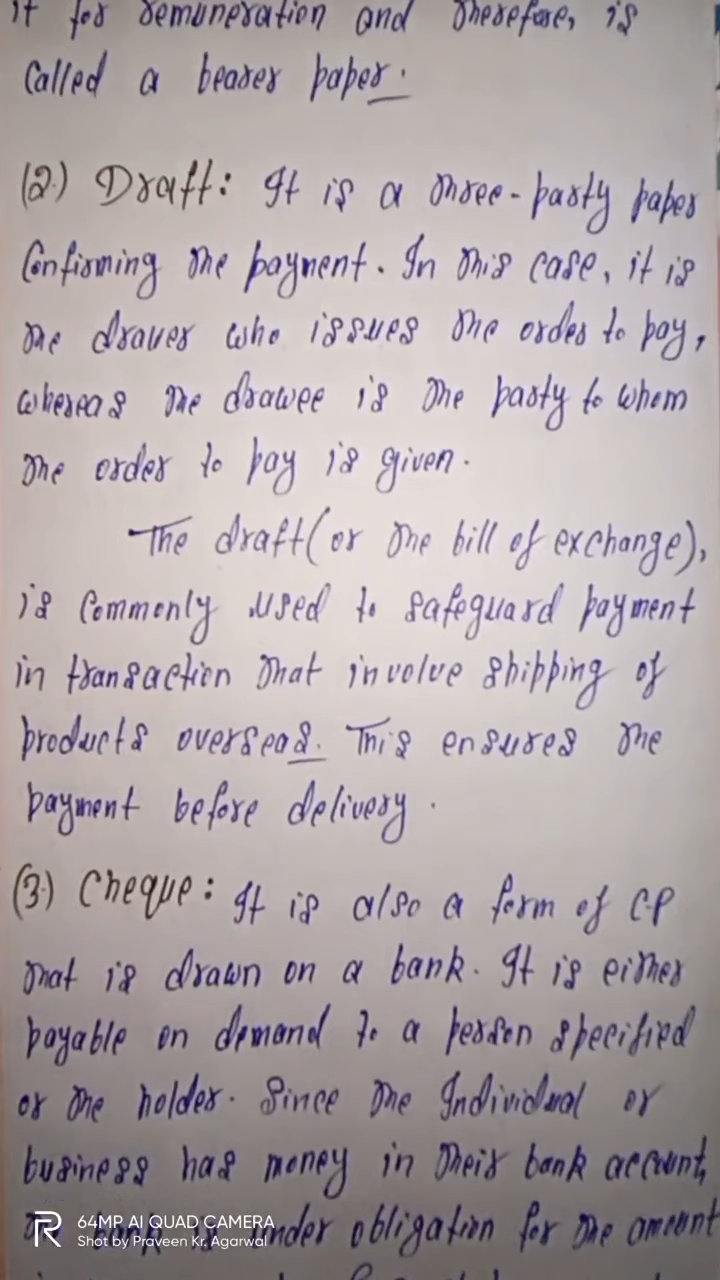 it for remuneration and therefore, is
Called a bearer paper.
(2) Draft: It is a three-party paper
Confirming the payment. In this case, it is
the drawer who issues the order to pay,
whereas the drawee is the party to whom
the order to pay is given.
The draft (or the bill of exchange),
is Commonly used to safeguard payment
in transaction that involve shipping of
products overseas. This ensures the
payment before delivery.
(3) Cheque: It is also a form of C.P
that is drawn on a bank. It is either
payable on demand to a person specified
or the holder. Since the Individual or
business has money in their bank account,
the bank is under obligation for the amount
64MP AI QUAD CAMERA
Shot by Praveen Kr. Agarwal